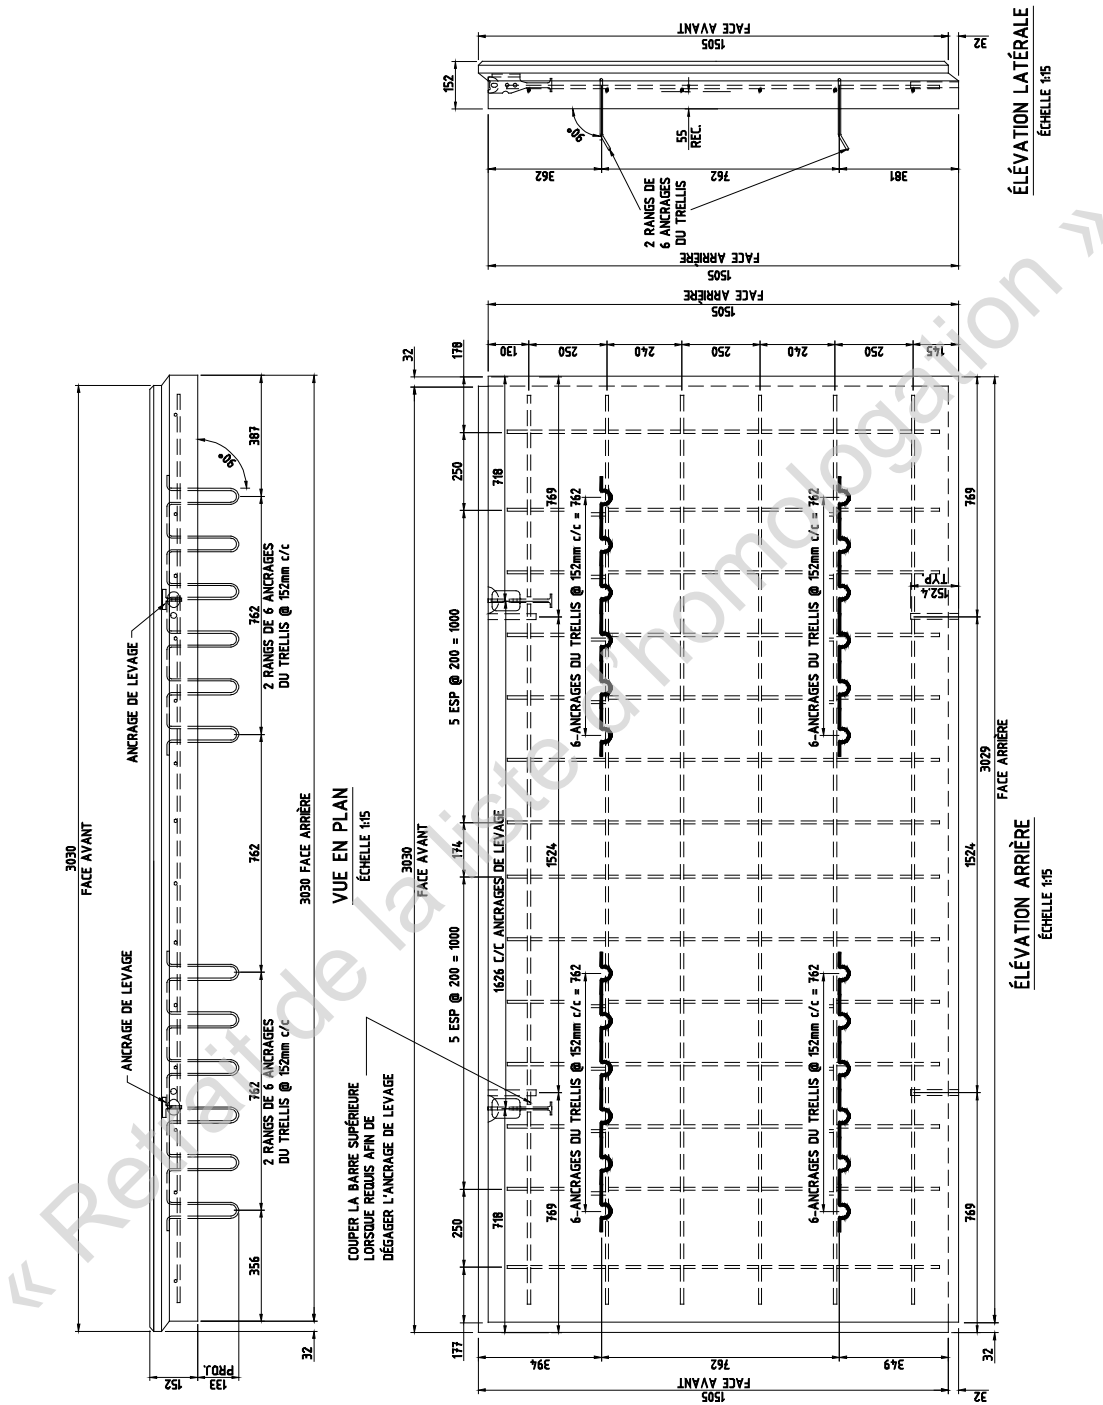 FACE AVANT
1505
32
152
90°
55
REC.
362
762
381
2 RANGS DE
6 ANCRAGES
DU TRELLIS
FACE ARRIÈRE
1505
ÉLÉVATION LATÉRALE
ÉCHELLE 1:15
3030
FACE AVANT
ANCRAGE DE LEVAGE
ANCRAGE DE LEVAGE
387
90°
762
2 RANGS DE 6 ANCRAGES
DU TRELLIS @ 152mm c/c
762
762
2 RANGS DE 6 ANCRAGES
DU TRELLIS @ 152mm c/c
356
3030 FACE ARRIÈRE
32
152
133
PROJ.
VUE EN PLAN
ÉCHELLE 1:15
FACE ARRIÈRE
1505
130
250
240
250
240
250
145
32
178
250
5 ESP @ 200 = 1000
174
5 ESP @ 200 = 1000
250
177
3030
FACE AVANT
718
1626 C/C ANCRAGES DE LEVAGE
718
769
1524
769
COUPER LA BARRE SUPÉRIEURE
LORSQUE REQUIS AFIN DE
DÉGAGER L'ANCRAGE DE LEVAGE
6-ANCRAGES DU TRELLIS @ 152mm c/c = 762
6-ANCRAGES DU TRELLIS @ 152mm c/c = 762
6-ANCRAGES DU TRELLIS @ 152mm c/c = 762
6-ANCRAGES DU TRELLIS @ 152mm c/c = 762
152.4
TYP.
769
1524
769
3029
FACE ARRIÈRE
394
762
349
FACE AVANT
1505
32
32
ÉLÉVATION ARRIÈRE
ÉCHELLE 1:15
« Retrait de la liste d'homologation »